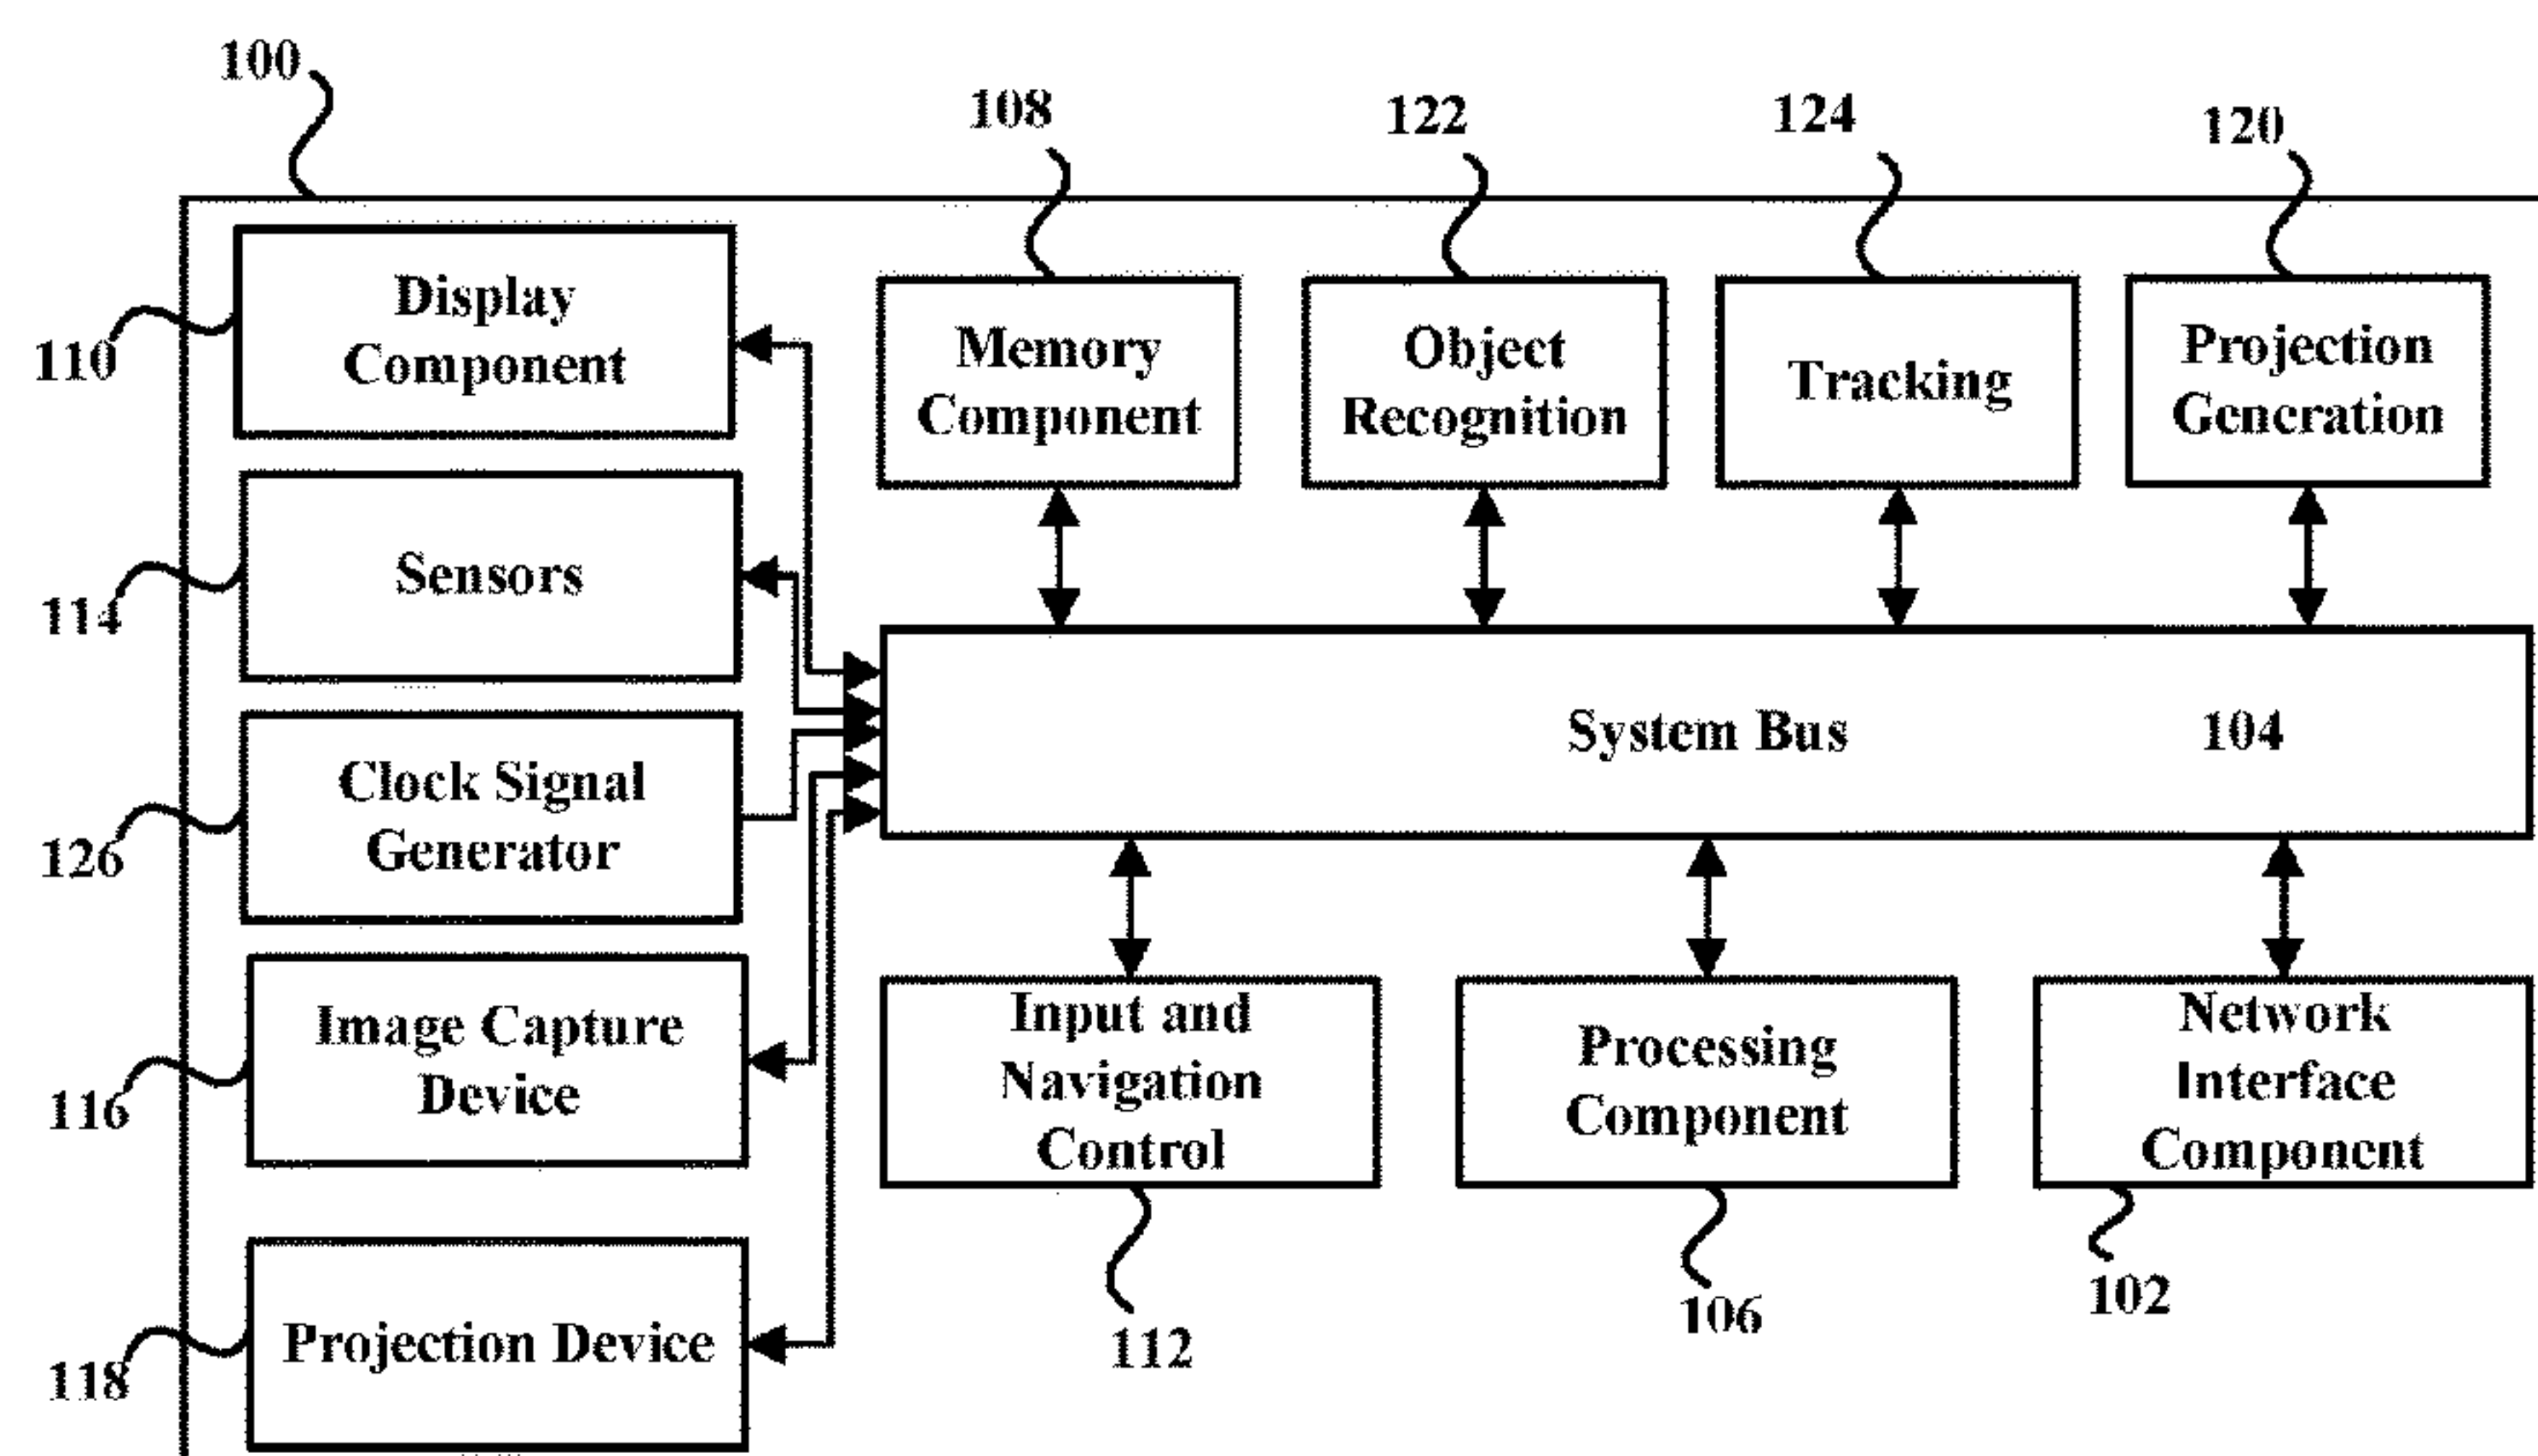 100
108
122
124
120
Display
Component
110
Memory
Component
Object
Recognition
Tracking
Projection
Generation
Sensors
114
System Bus
104
Clock Signal
Generator
126
Image Capture
Device
116
Input and
Navigation
Control
Processing
Component
Network
Interface
Component
112
106
102
Projection Device
118